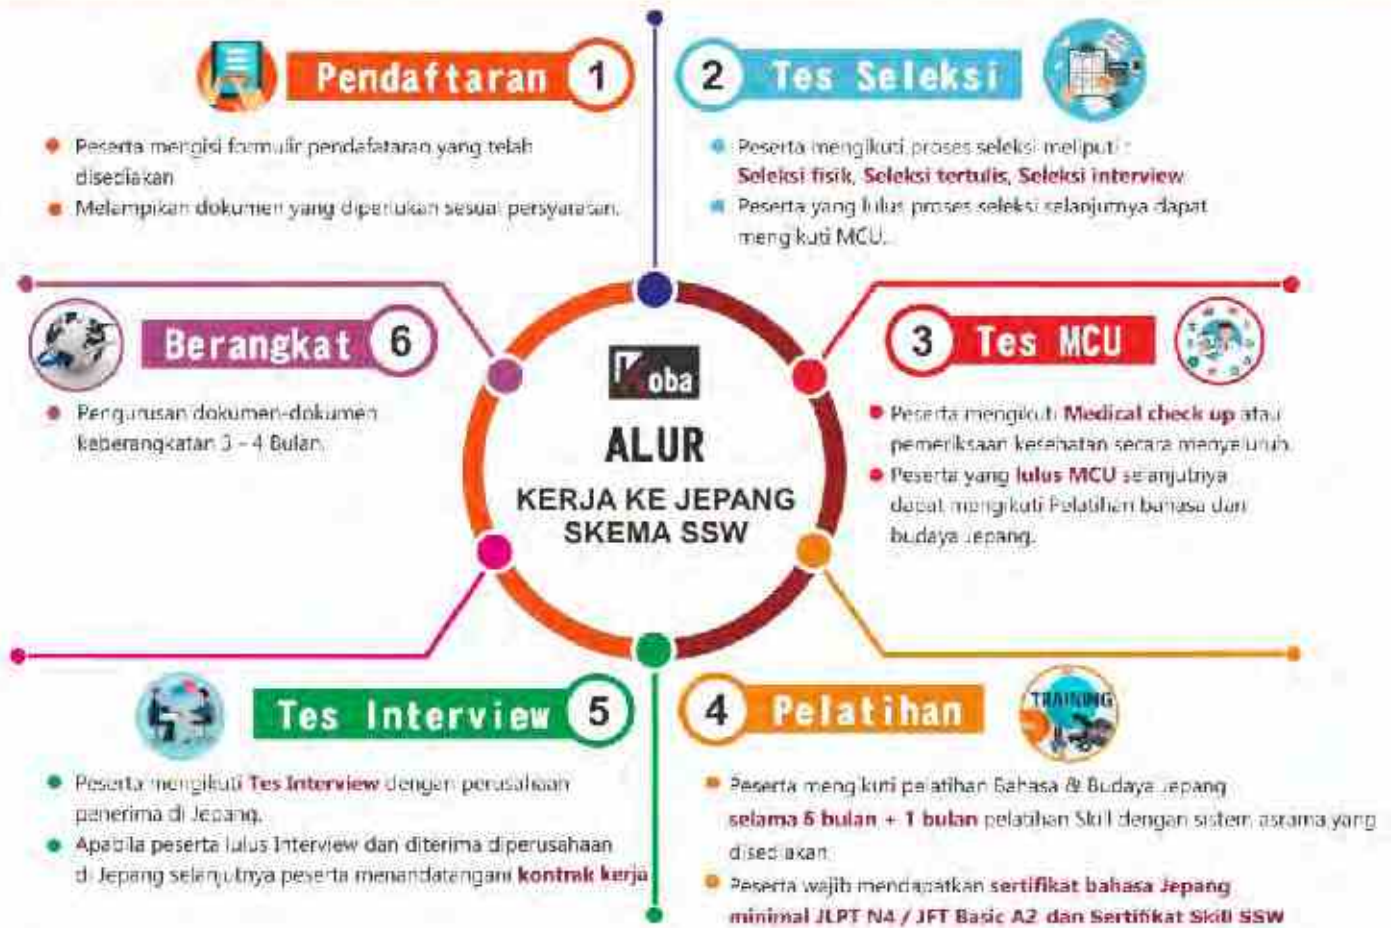 Pendaftaran 1
Peserta mengisi formulir pendafataran yang telah
disediakan
Melampikan dokumen yang diperlukan sesuai persyaratan.
2 Tes Seleksi
Peserta mengikuti proses seleksi meliputi :
Seleksi fisik, Seleksi tertulis, Seleksi interview
Peserta yang lulus proses seleksi selanjutnya dapat
mengikuti MCU.
3 Tes MCU
Peserta mengikuti Medical check up atau
pemeriksaan kesehatan secara menyeluruh.
Peserta yang lulus MCU selanjutnya
dapat mengikuti Pelatihan bahasa dan
budaya Jepang.
oba
ALUR
KERJA KE JEPANG
SKEMA SSW
4 Pelatihan
TRAINING
Peserta mengikuti pelatihan Bahasa & Budaya Jepang
selama 6 bulan + 1 bulan pelatihan Skill dengan sistem asrama yang
disediakan
Peserta wajib mendapatkan sertifikat bahasa Jepang
minimal JLPT N4 / JFT Basic A2 dan Sertifikat Skill SSW
Tes Interview 5
Peserta mengikuti Tes Interview dengan perusahaan
penerima di Jepang.
Apabila peserta lulus Interview dan diterima diperusahaan
di Jepang selanjutnya peserta menandatangani kontrak kerja
Berangkat 6
Pengurusan dokumen-dokumen
keberangkatan 3 – 4 Bulan.